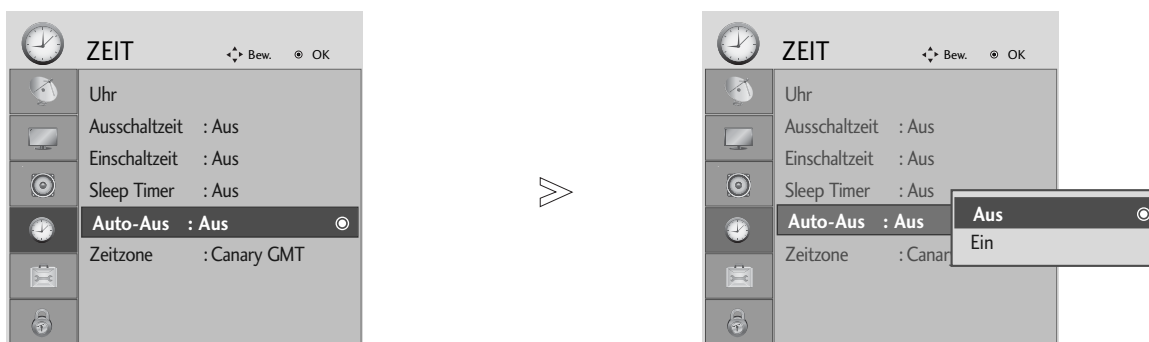 ZEIT Bew. OK
Uhr
Ausschaltzeit : Aus
Einschaltzeit : Aus
Sleep Timer : Aus
Auto-Aus : Aus
Zeitzone : Canary GMT
ZEIT Bew. OK
Uhr
Ausschaltzeit : Aus
Einschaltzeit : Aus
Sleep Timer : Aus
Auto-Aus : Aus
Zeitzone : Canar
Aus
Ein